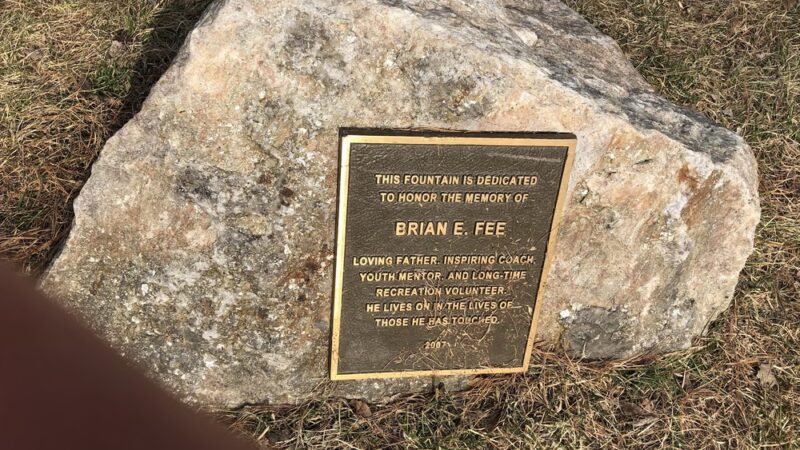 THIS FOUNTAIN IS DEDICATED
TO HONOR THE MEMORY OF
BRIAN E. FEE
LOVING FATHER, INSPIRING COACH,
YOUTH MENTOR, AND LONG-TIME
RECREATION VOLUNTEER.
HE LIVES ON IN THE LIVES OF
THOSE HE HAS TOUCHED.
2007